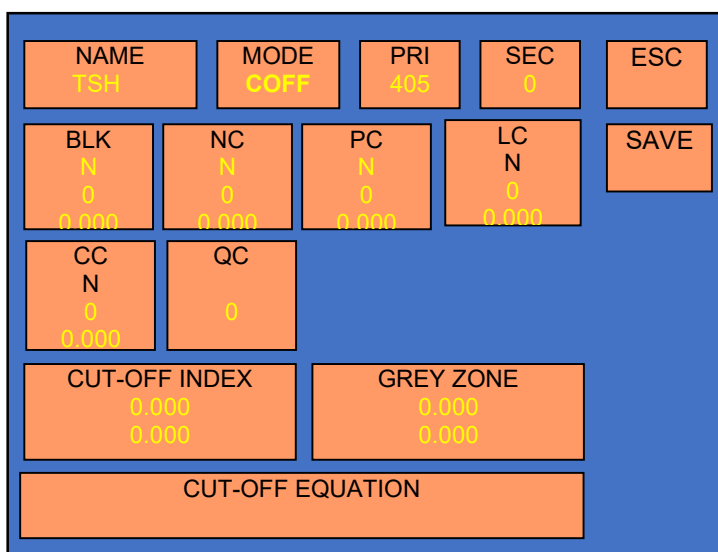 NAME
TSH
MODE
COFF
PRI
405
SEC
0
ESC
BLK
N
0
0.000
NC
N
0
0.000
PC
N
0
0.000
LC
N
0
0.000
SAVE
CC
N
0
0.000
QC
0
CUT-OFF INDEX
0.000
0.000
GREY ZONE
0.000
0.000
CUT-OFF EQUATION